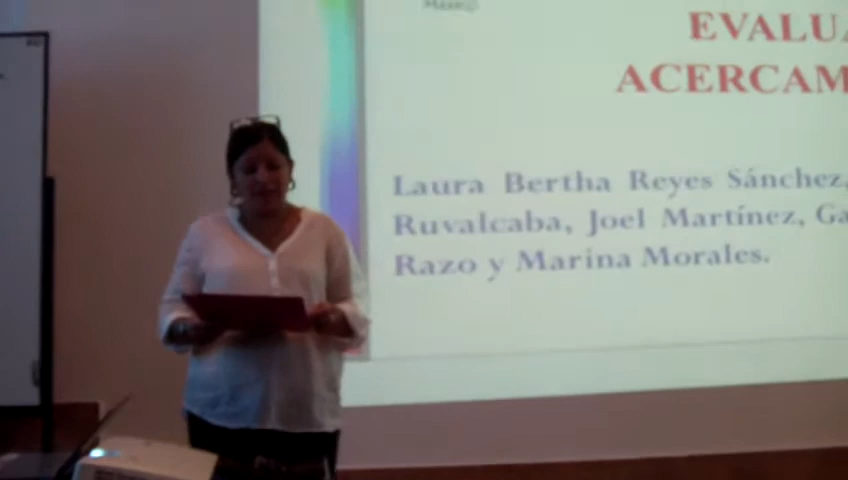 EVALUA
ACERCAM
Laura Bertha Reyes Sánchez,
Ruvalcaba, Joel Martínez, Ga
Razo y Marina Morales.